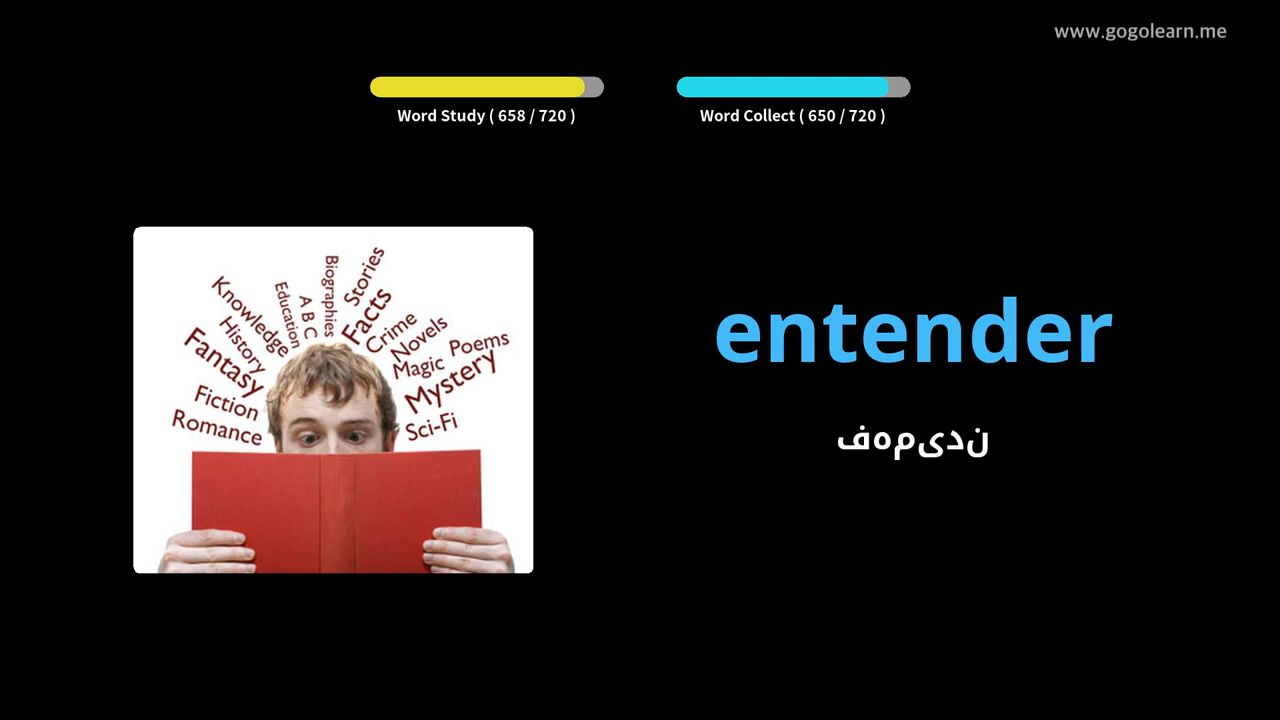 www.gogolearn.me
Word Study ( 658 / 720 )
Word Collect ( 650 / 720 )
Biographies
Stories
Education
A B C
Facts
Knowledge
Crime
History
Novels
Fantasy
Magic
Poems
Mystery
Fiction
Romance
Sci-Fi
entender
فهمیدن